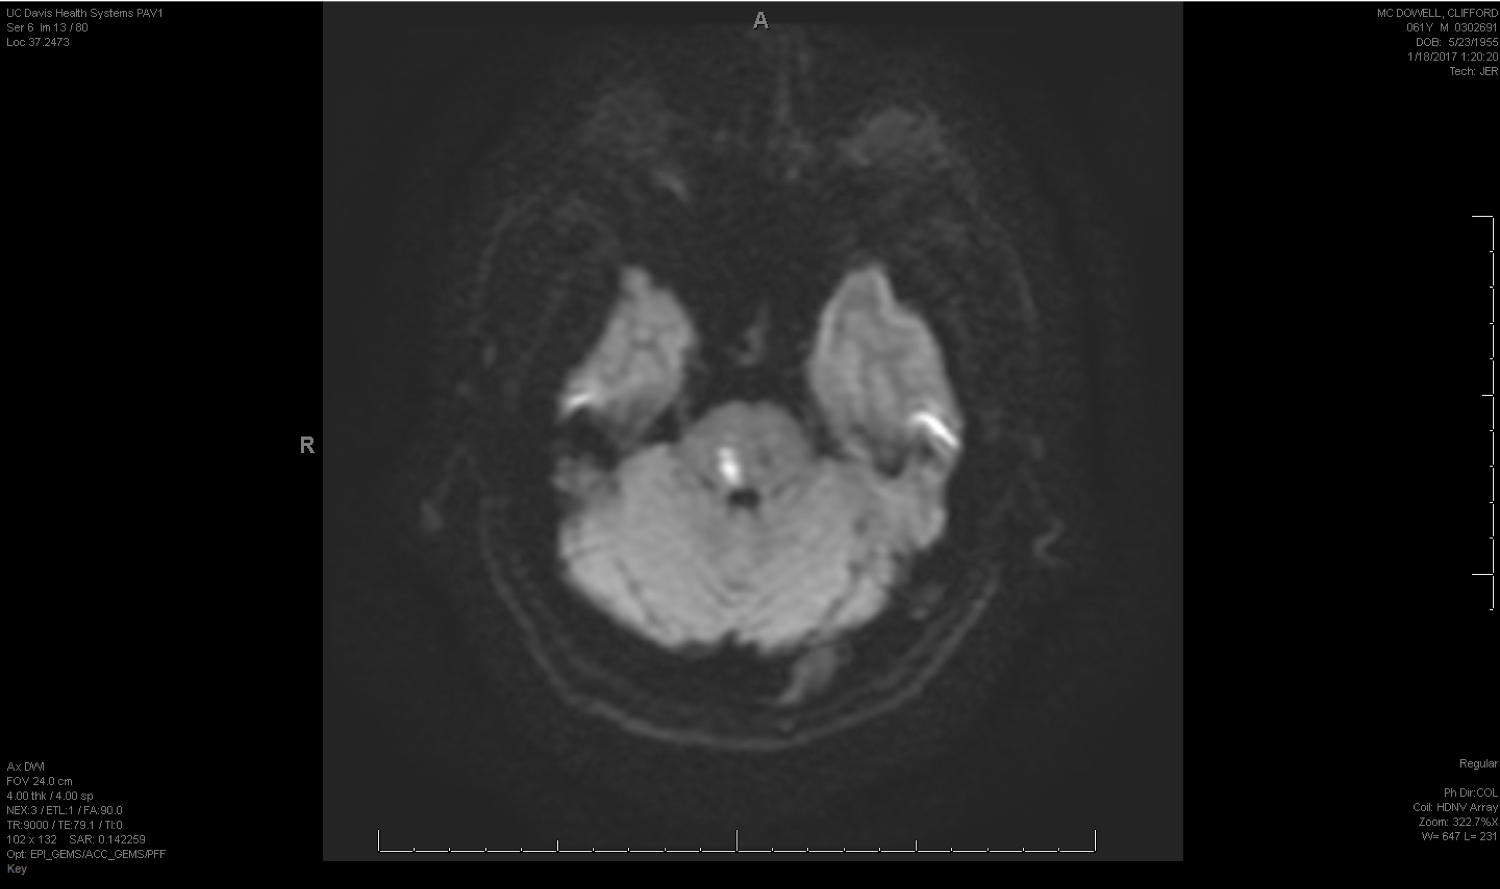 UC Davis Health Systems PAV1
Ser 6 Im 13 / 80
Loc 37.2473
A
MC DOWELL, CLIFFORD
061Y M 0302691
DOB: 5/23/1955
1/18/2017 1:20:20
Tech: JER
R
Ax DWI
FOV 24.0 cm
4.00 thk / 4.00 sp
NEX:3 / ETL:1 / FA:90.0
TR:9000 / TE:79.1 / TI:0
102 x 132 SAR: 0.142259
Opt: EPI_GEMS/ACC_GEMS/PFF
Key
Regular
Ph Dir:COL
Coil: HDNV Array
Zoom: 322.7%X
W= 647 L= 231